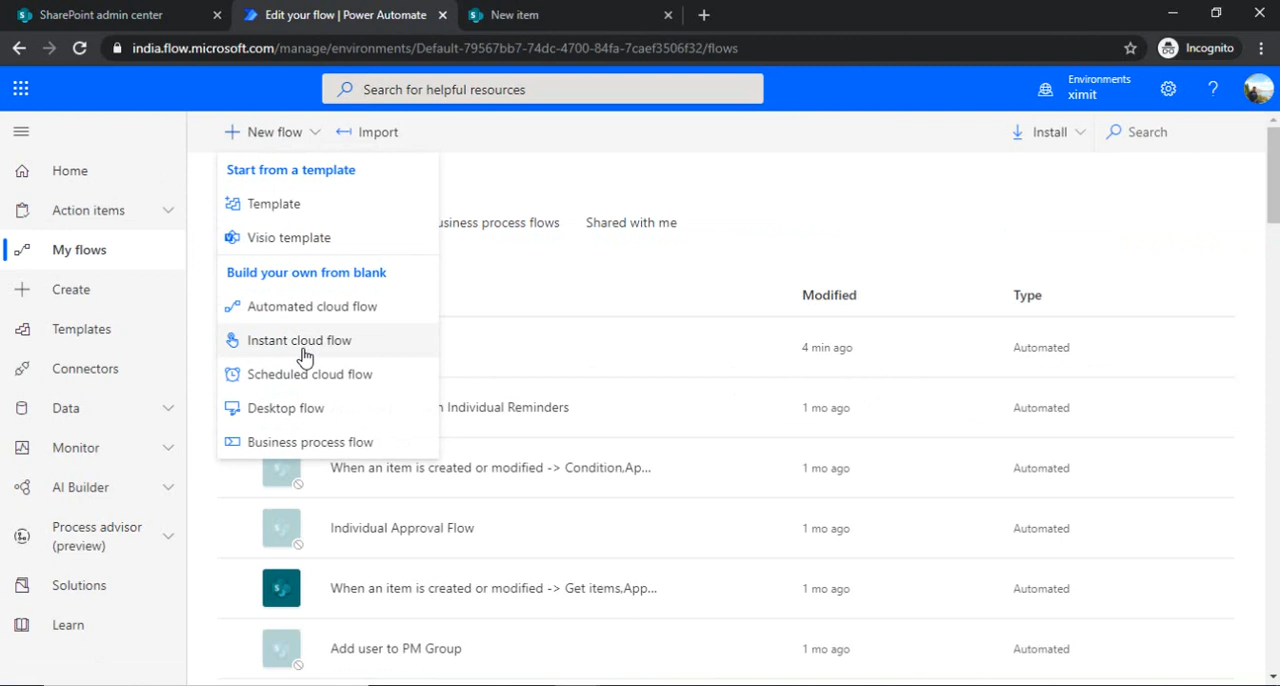 SharePoint admin center
Edit your flow | Power Automate
New item
india.flow.microsoft.com/manage/environments/Default-79567bb7-74dc-4700-84fa-7caef3506f32/flows
Incognito
Search for helpful resources
Environments
ximit
New flow
Import
Install
Search
Home
Action items
My flows
Create
Templates
Connectors
Data
Monitor
AI Builder
Process advisor
(preview)
Solutions
Learn
Start from a template
Template
Visio template
Build your own from blank
Automated cloud flow
Instant cloud flow
Scheduled cloud flow
Desktop flow
Business process flow
usiness process flows
Shared with me
Modified
Type
4 min ago
Automated
Individual Reminders
1 mo ago
Automated
When an item is created or modified -> Condition,Ap...
1 mo ago
Automated
Individual Approval Flow
1 mo ago
Automated
When an item is created or modified -> Get items,App...
1 mo ago
Automated
Add user to PM Group
1 mo ago
Automated